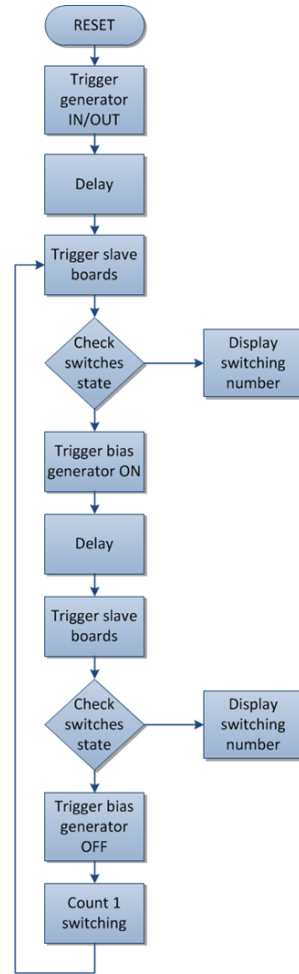 RESET
Trigger
generator
IN/OUT
Delay
Trigger slave
boards
Check
switches
state
Display
switching
number
Trigger bias
generator ON
Delay
Trigger slave
boards
Check
switches
state
Display
switching
number
Trigger bias
generator
OFF
Count 1
switching